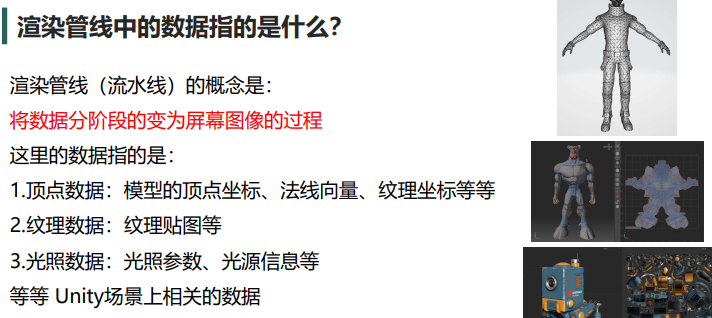 渲染管线中的数据指的是什么？
渲染管线（流水线）的概念是：
将数据分阶段的变为屏幕图像的过程
这里的数据指的是：
1.顶点数据：模型的顶点坐标、法线向量、纹理坐标等等
2.纹理数据：纹理贴图等
3.光照数据：光照参数、光源信息等
等等 Unity场景上相关的数据